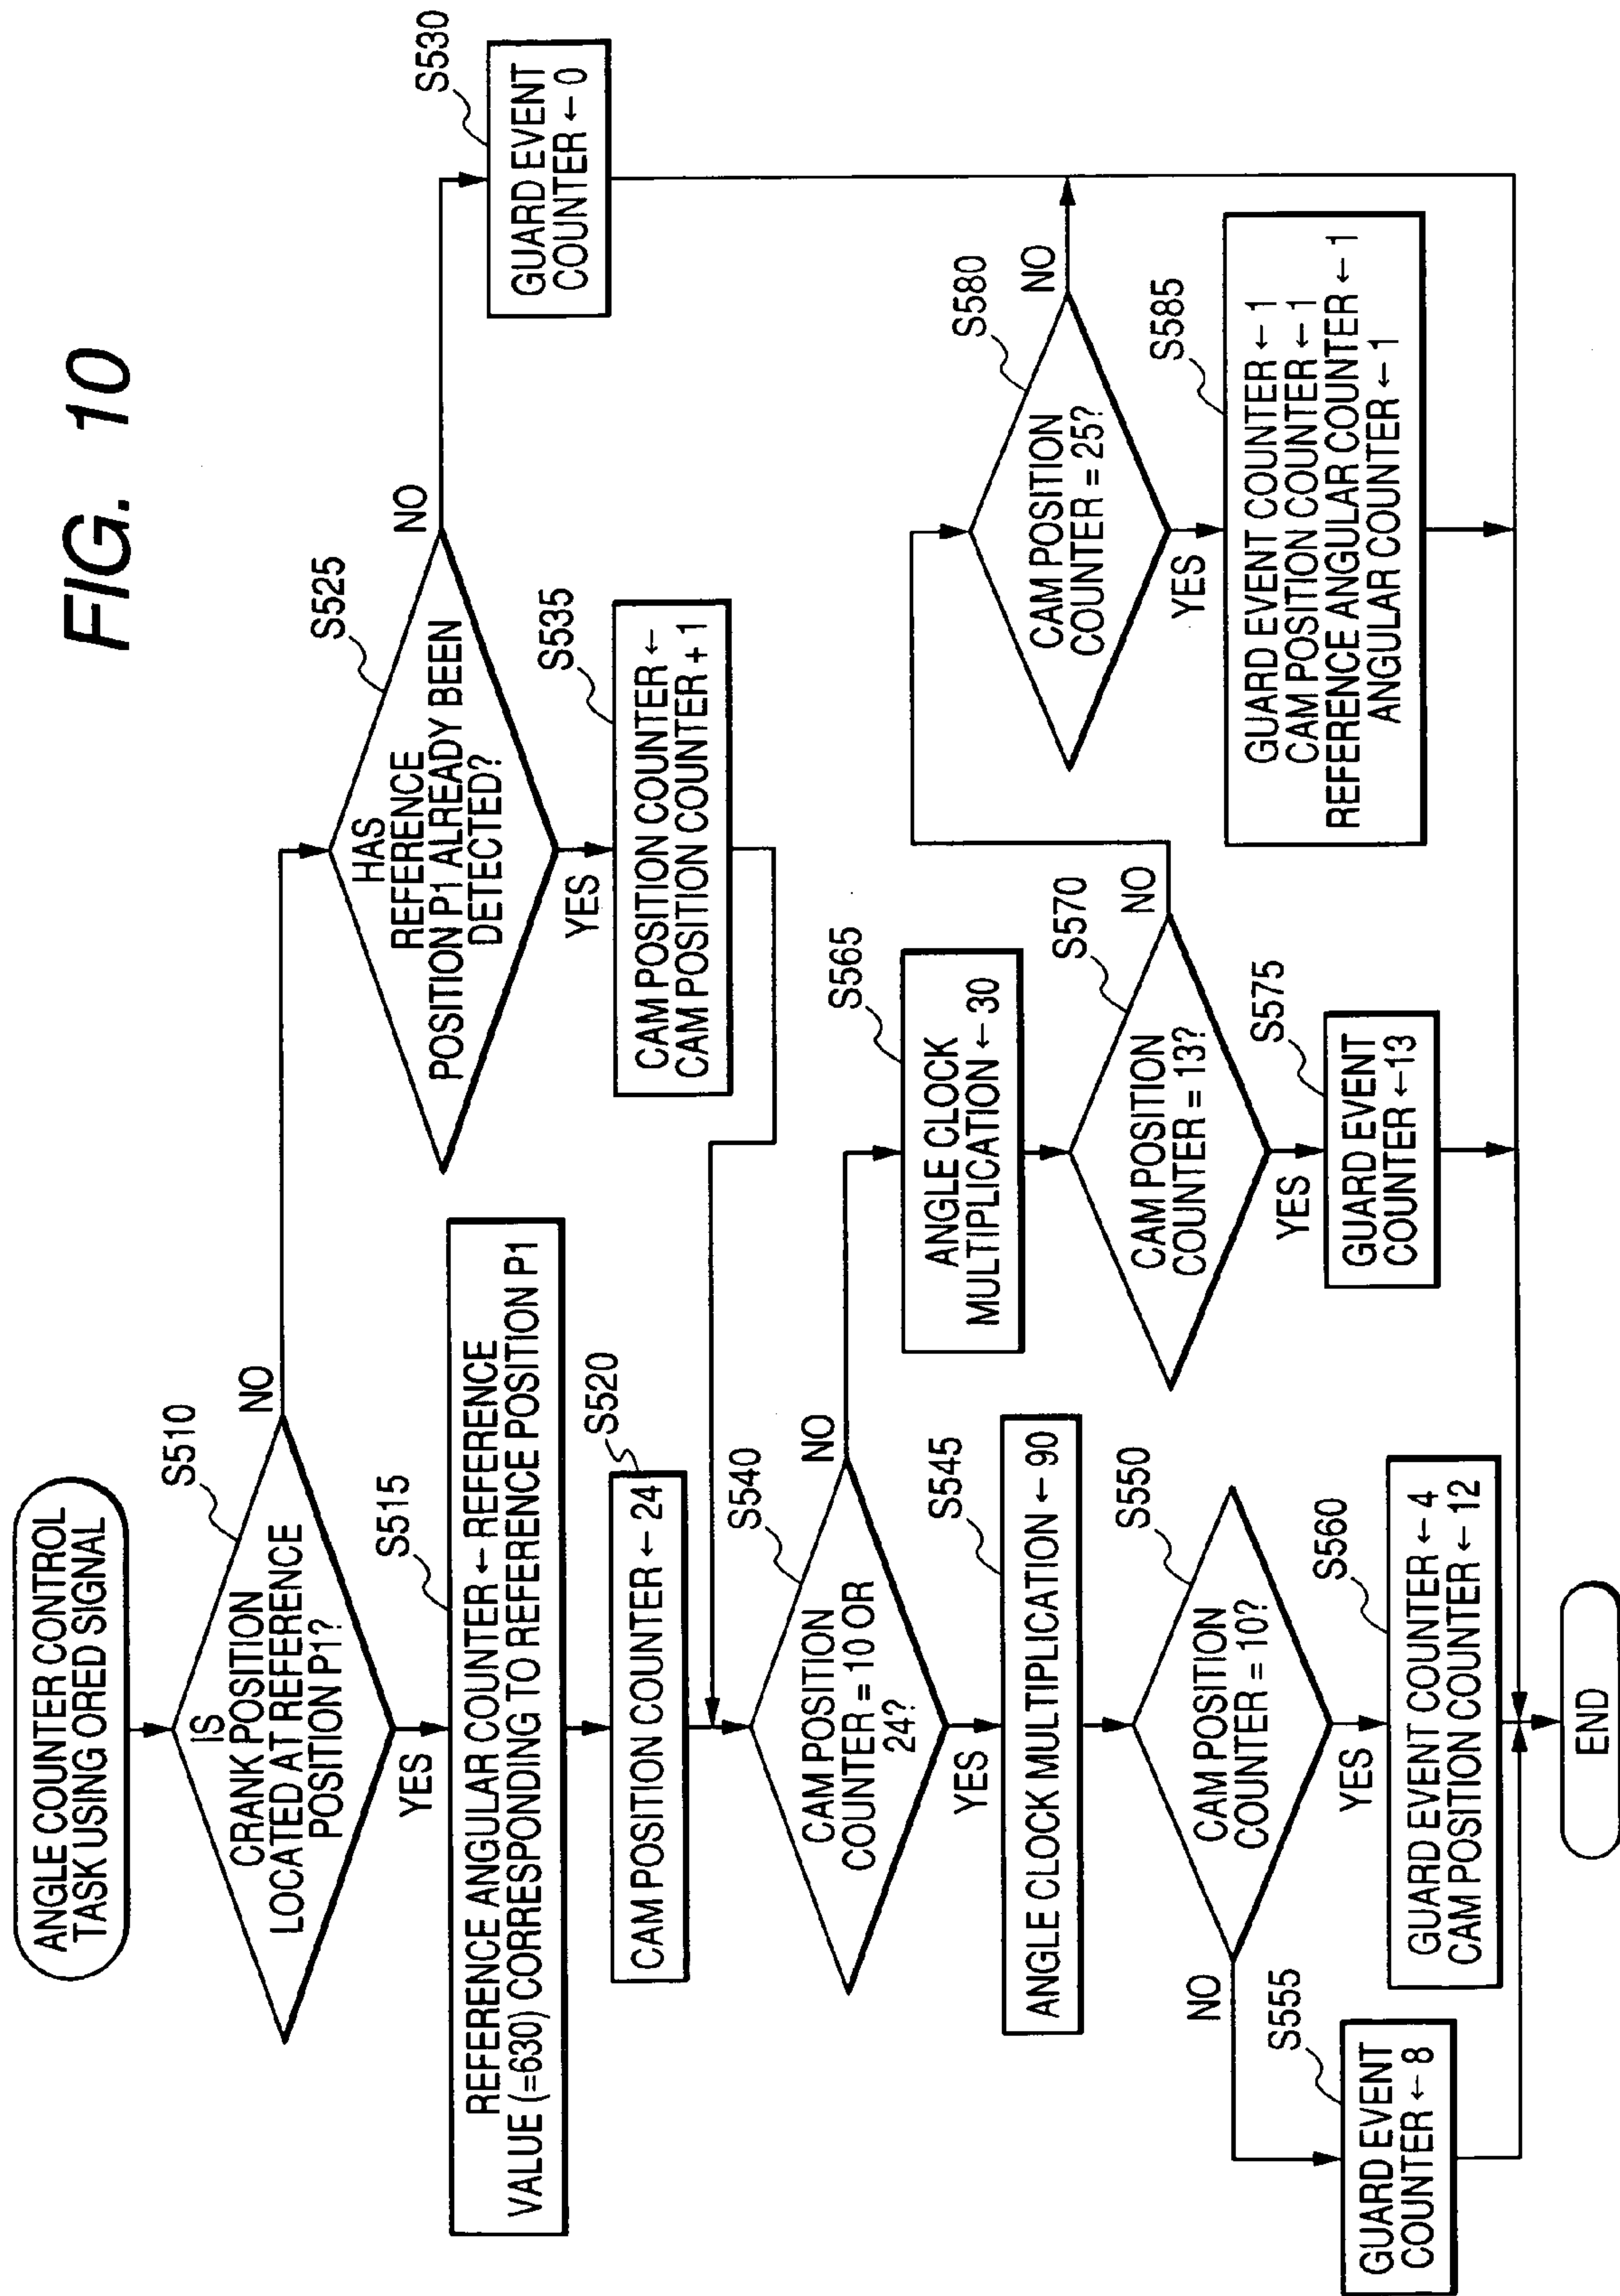 FIG. 10
ANGLE COUNTER CONTROL
TASK USING ORED SIGNAL
S510
IS
CRANK POSITION
LOCATED AT REFERENCE
POSITION P1?
NO
YES
S515
REFERENCE ANGULAR COUNTER ← REFERENCE
VALUE (=630) CORRESPONDING TO REFERENCE POSITION P1
S520
CAM POSITION COUNTER ← 24
S525
HAS
REFERENCE
POSITION P1 ALREADY BEEN
DETECTED?
NO
YES
S530
GUARD EVENT
COUNTER ← 0
S535
CAM POSITION COUNTER ←
CAM POSITION COUNTER + 1
S540
CAM POSITION
COUNTER = 10 OR
24?
NO
YES
S545
ANGLE CLOCK MULTIPLICATION ← 90
S550
CAM POSITION
COUNTER = 10?
NO
YES
S555
GUARD EVENT
COUNTER ← 8
S560
GUARD EVENT COUNTER ← 4
CAM POSITION COUNTER ← 12
S565
ANGLE CLOCK
MULTIPLICATION ← 30
S570
CAM POSITION
COUNTER = 13?
NO
YES
S575
GUARD EVENT
COUNTER ←13
S580
CAM POSITION
COUNTER = 25?
NO
YES
S585
GUARD EVENT COUNTER ← 1
CAM POSITION COUNTER ← 1
REFERENCE ANGULAR COUNTER ← 1
ANGULAR COUNTER ← 1
END